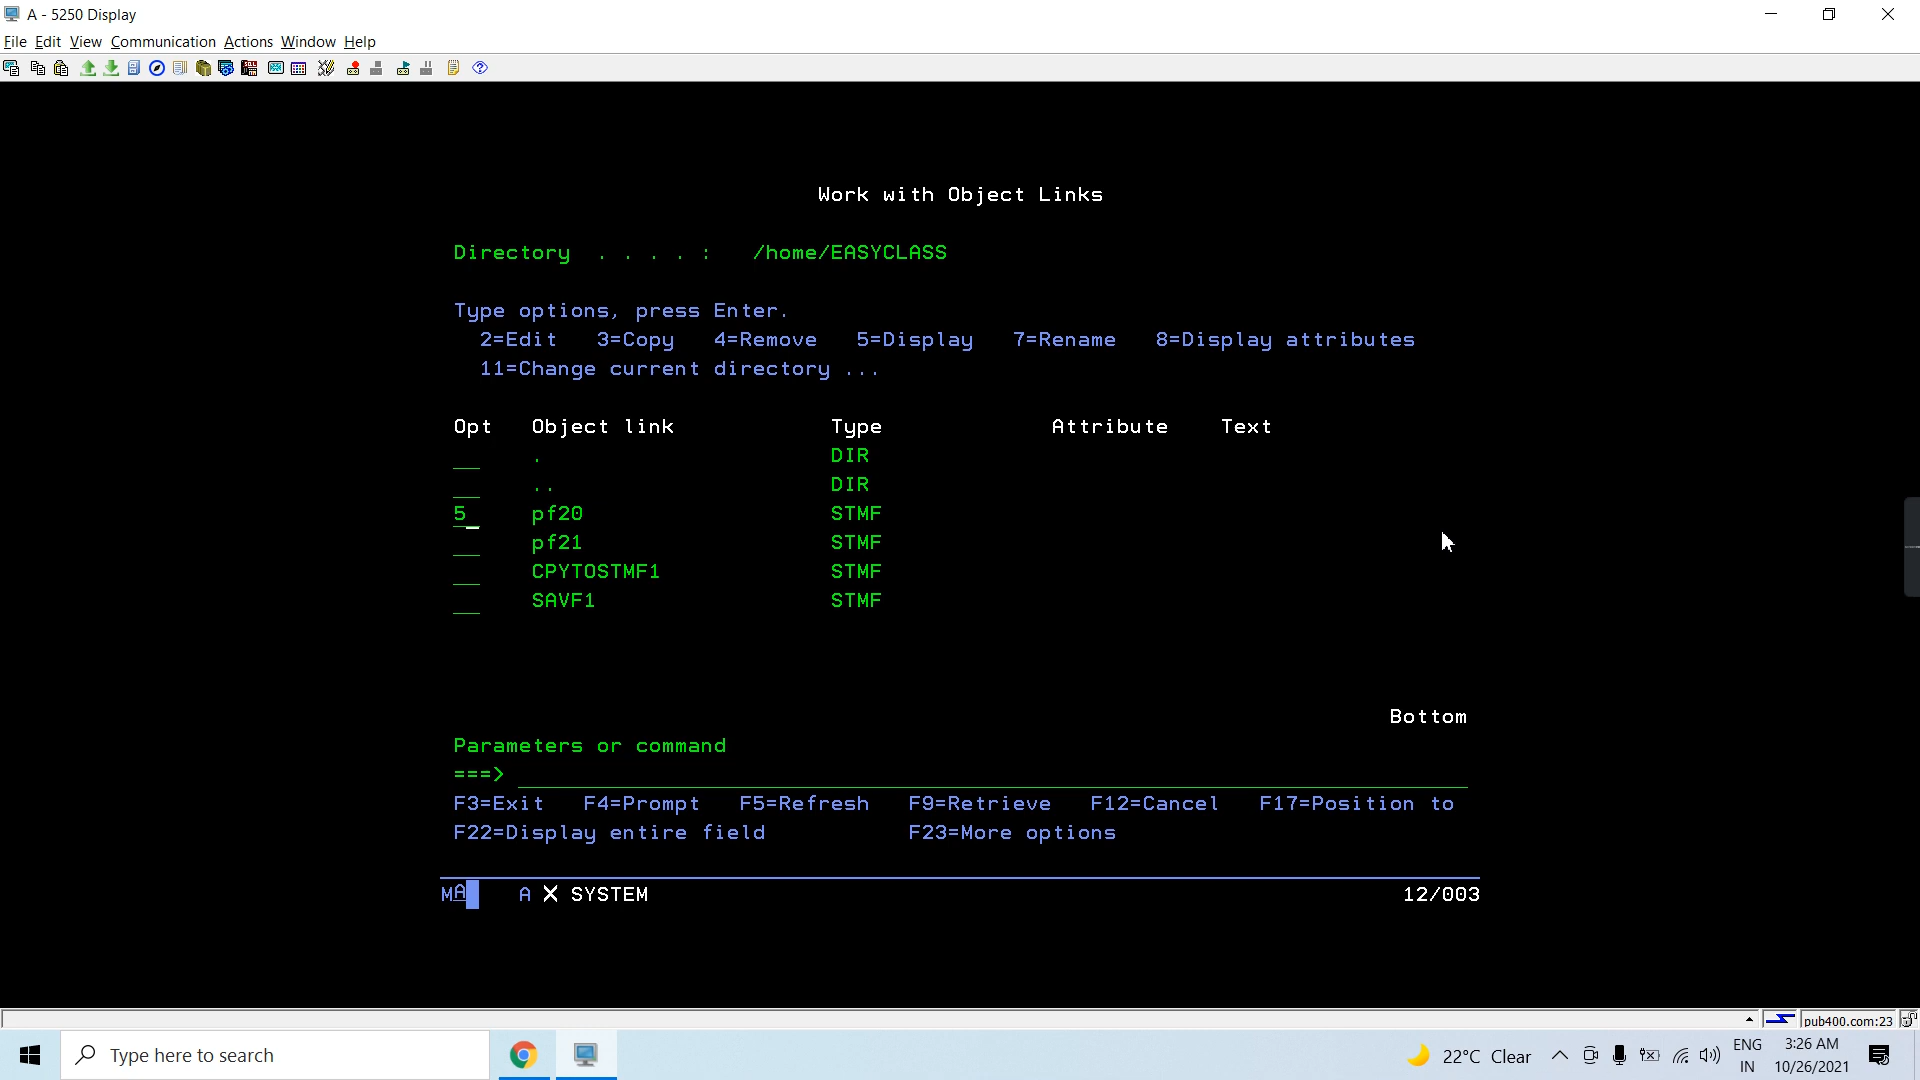 A - 5250 Display
File Edit View Communication Actions Window Help
Work with Object Links
Directory . . . . : /home/EASYCLASS
Type options, press Enter.
2=Edit 3=Copy 4=Remove 5=Display 7=Rename 8=Display attributes
11=Change current directory ...
Opt Object link Type Attribute Text
. DIR
.. DIR
5 pf20 STMF
pf21 STMF
CPYTOSTMF1 STMF
SAVF1 STMF
Bottom
Parameters or command
===>
F3=Exit F4=Prompt F5=Refresh F9=Retrieve F12=Cancel F17=Position to
F22=Display entire field F23=More options
MA A X SYSTEM 12/003
pub400.com:23
Type here to search
22°C Clear
ENG
IN
3:26 AM
10/26/2021